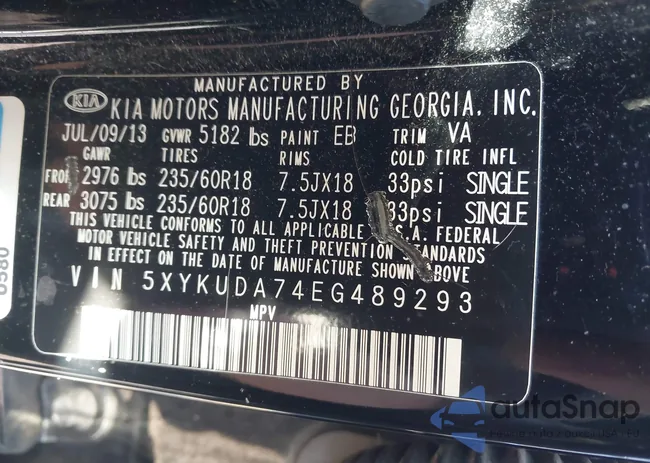 MANUFACTURED BY
KIA KIA MOTORS MANUFACTURING GEORGIA, INC.
JUL/09/13 GVWR 5182 lbs PAINT EB TRIM VA
GAWR TIRES RIMS COLD TIRE INFL
2976 lbs 235/60R18 7.5JX18 33psi SINGLE
REAR 3075 lbs 235/60R18 7.5JX18 33psi SINGLE
THIS VEHICLE CONFORMS TO ALL APPLICABLE U.S.A. FEDERAL
MOTOR VEHICLE SAFETY AND THEFT PREVENTION STANDARDS
IN EFFECT ON THE DATE OF MANUFACTURE SHOWN ABOVE
VIN 5XYKUDA74EG489293
MPV
0580
autoSnap